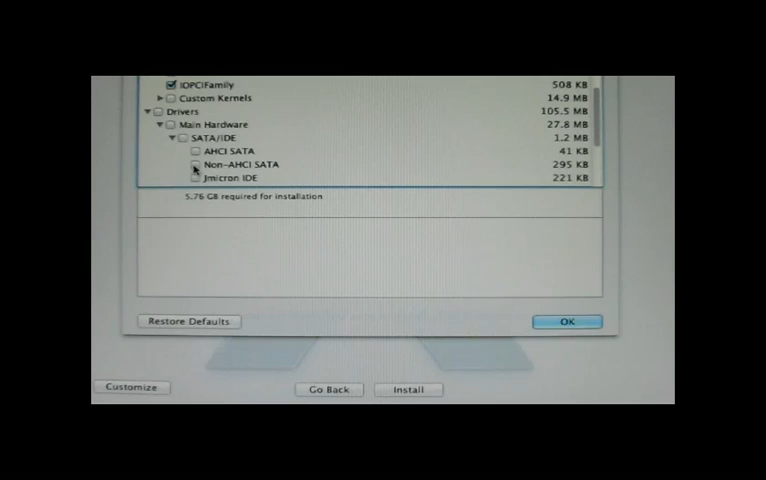 IOPCIFamily 508 KB
Custom Kernels 14.9 MB
Drivers 105.5 MB
Main Hardware 27.8 MB
SATA/IDE 1.2 MB
AHCI SATA 41 KB
Non-AHCI SATA 295 KB
Jmicron IDE 221 KB
5.76 GB required for installation
Restore Defaults OK
Customize Go Back Install